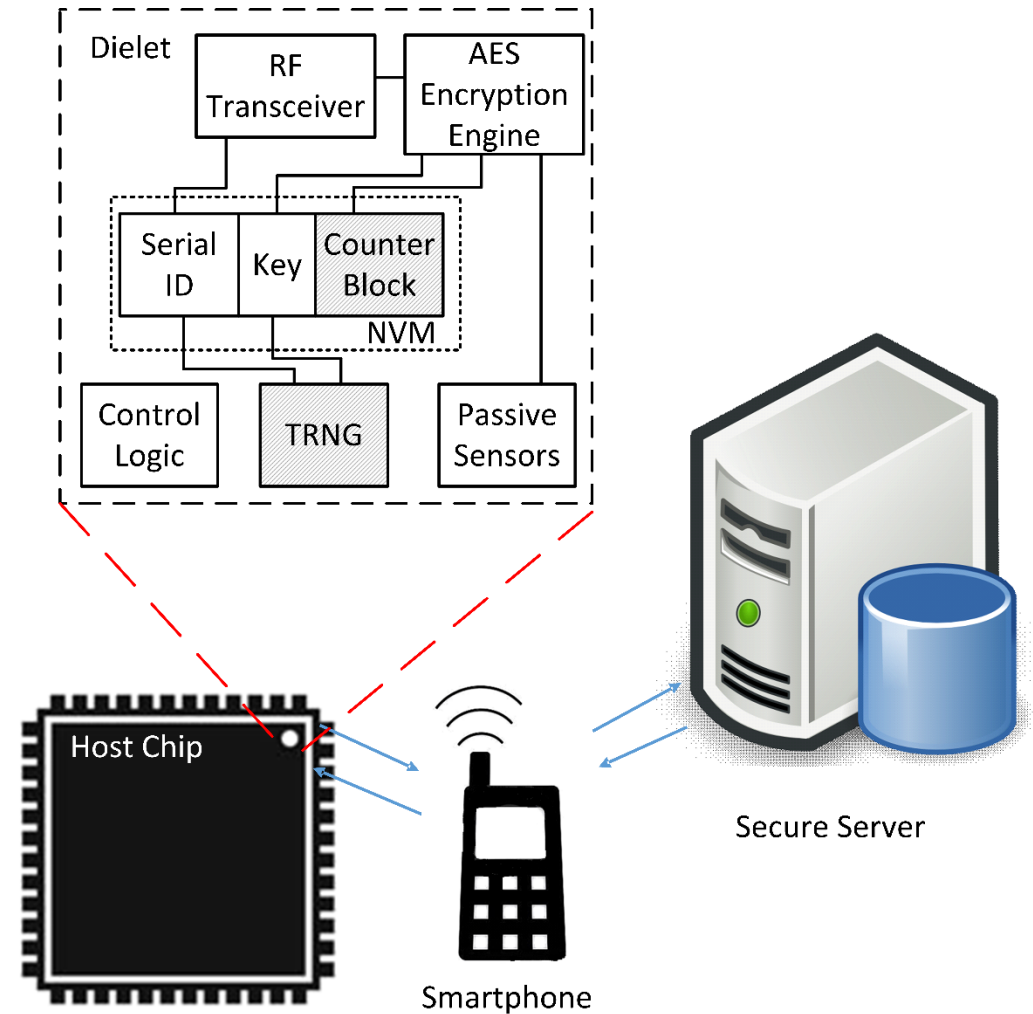 Dielet
RF
Transceiver
AES
Encryption
Engine
Serial
ID
Key
Counter
Block
NVM
Control
Logic
TRNG
Passive
Sensors
Host Chip
Secure Server
Smartphone